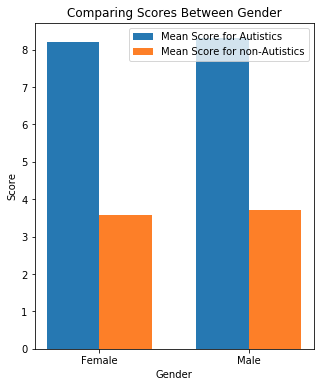 Comparing Scores Between Gender
Mean Score for Autistics
Mean Score for non-Autistics
8
7
6
5
4
3
2
1
0
Score
Female
Male
Gender